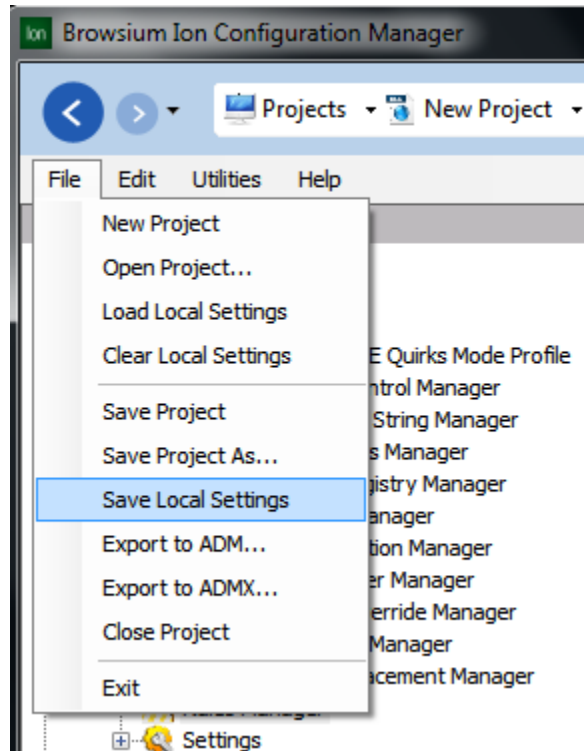 Ion Browsium Ion Configuration Manager
Projects New Project
File Edit Utilities Help
New Project
Open Project...
Load Local Settings
Clear Local Settings
E Quirks Mode Profile
ntrol Manager
Save Project
String Manager
Save Project As...
s Manager
gistry Manager
Save Local Settings
anager
Export to ADM...
tion Manager
er Manager
Export to ADMX...
erride Manager
Close Project
Manager
acement Manager
Exit
Settings